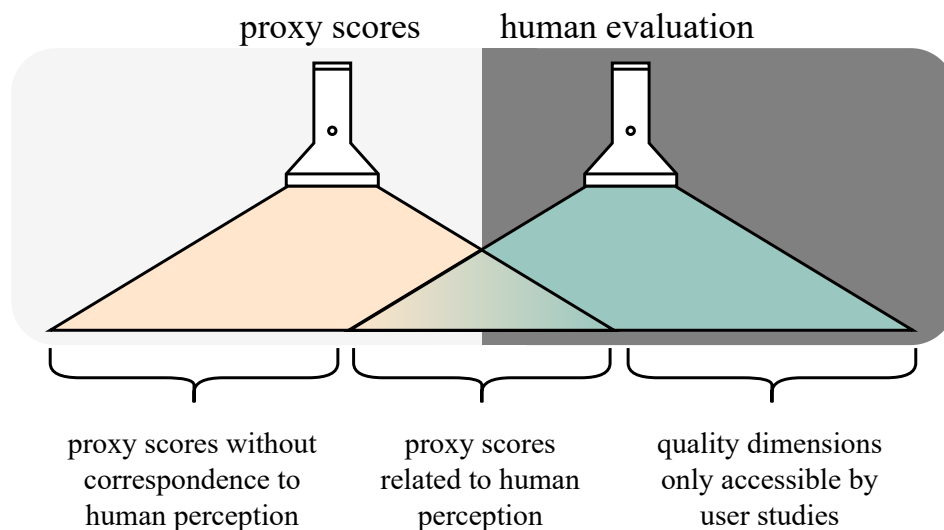 proxy scores
human evaluation
proxy scores without
correspondence to
human perception
proxy scores
related to human
perception
quality dimensions
only accessible by
user studies